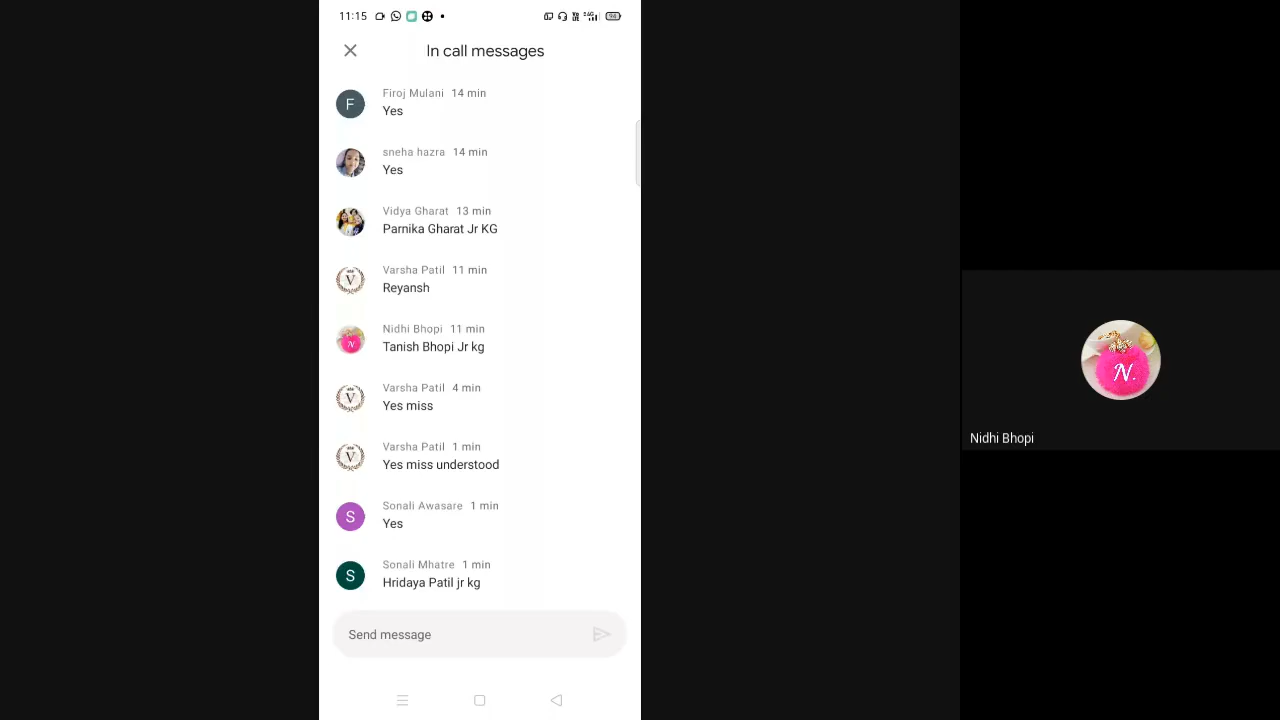 11:15
In call messages
F
Firoj Mulani 14 min
Yes
sneha hazra 14 min
Yes
Vidya Gharat 13 min
Parnika Gharat Jr KG
V
Varsha Patil 11 min
Reyansh
N
Nidhi Bhopi 11 min
Tanish Bhopi Jr kg
V
Varsha Patil 4 min
Yes miss
V
Varsha Patil 1 min
Yes miss understood
S
Sonali Awasare 1 min
Yes
S
Sonali Mhatre 1 min
Hridaya Patil jr kg
Send message
N.
Nidhi Bhopi